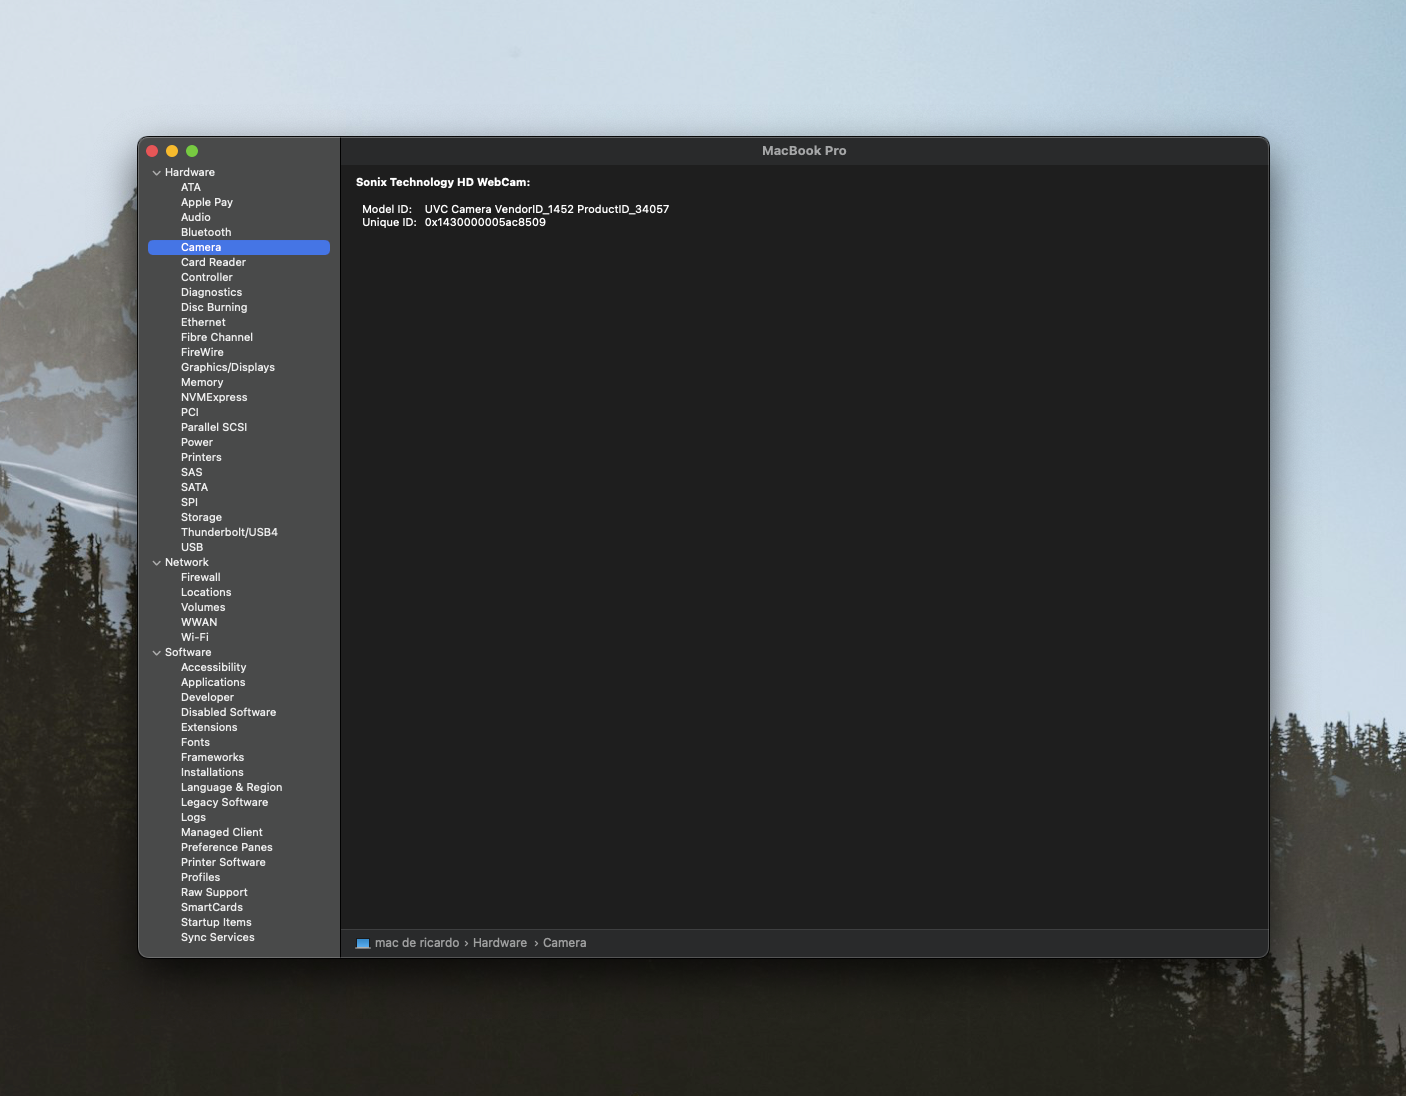 MacBook Pro
Hardware
ATA
Apple Pay
Audio
Bluetooth
Camera
Card Reader
Controller
Diagnostics
Disc Burning
Ethernet
Fibre Channel
FireWire
Graphics/Displays
Memory
NVMExpress
PCI
Parallel SCSI
Power
Printers
SAS
SATA
SPI
Storage
Thunderbolt/USB4
USB
Network
Firewall
Locations
Volumes
WWAN
Wi-Fi
Software
Accessibility
Applications
Developer
Disabled Software
Extensions
Fonts
Frameworks
Installations
Language & Region
Legacy Software
Logs
Managed Client
Preference Panes
Printer Software
Profiles
Raw Support
SmartCards
Startup Items
Sync Services
Sonix Technology HD WebCam:
Model ID: UVC Camera VendorID_1452 ProductID_34057
Unique ID: 0x1430000005ac8509
mac de ricardo › Hardware › Camera